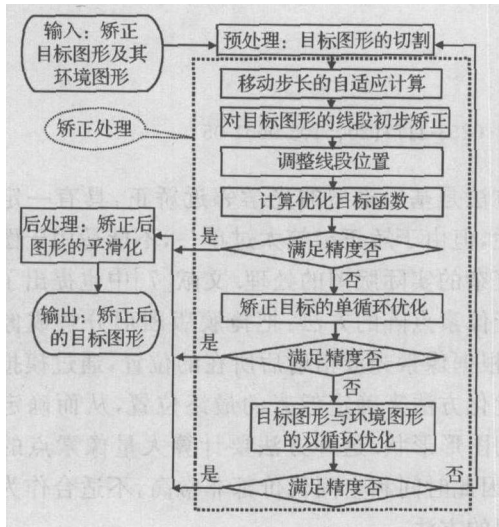 输入：矫正
目标图形及其
环境图形
预处理：目标图形的切割
移动步长的自适应计算
对目标图形的线段初步矫正
矫正处理
调整线段位置
计算优化目标函数
后处理：矫正后
图形的平滑化
是
满足精度否
否
输出：矫正后
的目标图形
矫正目标的单循环优化
是
满足精度否
否
目标图形与环境图形
的双循环优化
是
满足精度否
否